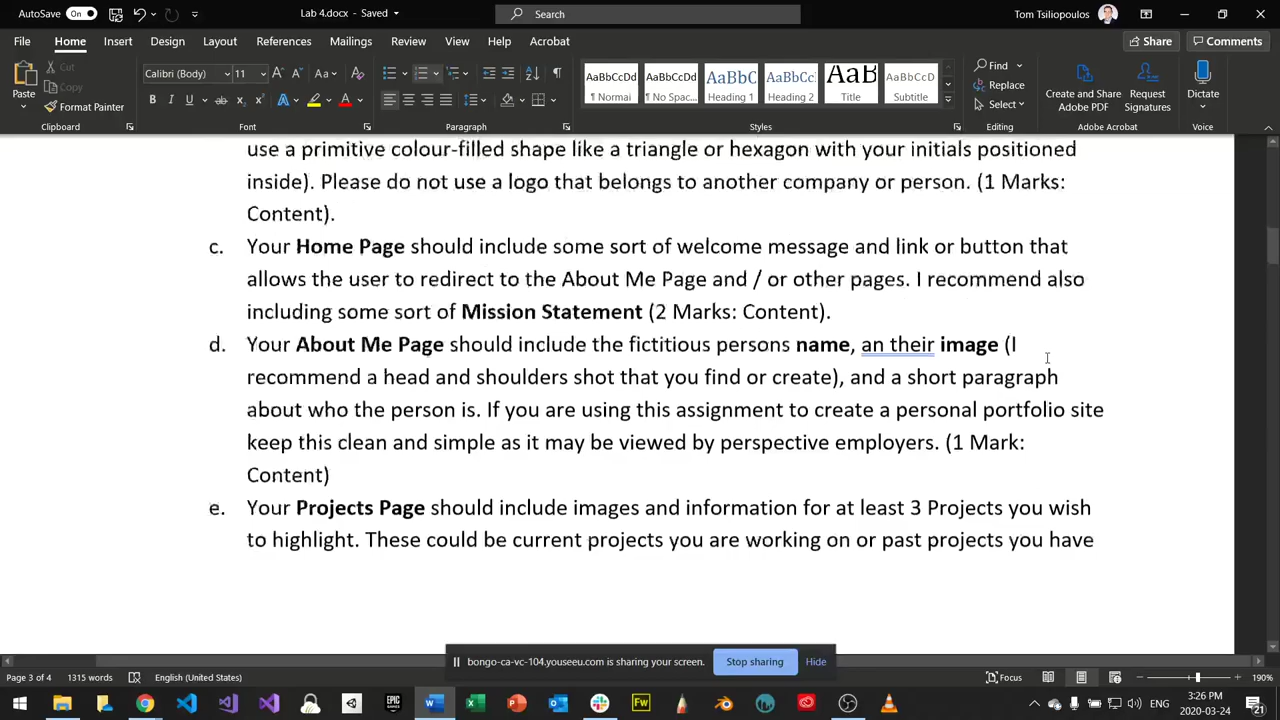 AutoSave On Lab 4.docx - Saved Search Tom Tsiliopoulos
File Home Insert Design Layout References Mailings Review View Help Acrobat Share Comments
Paste Cut Copy Format Painter
Calibri (Body) 11
AaBbCcDd AaBbCcDd AaBbC AaBbCc AaB AaBbCcD
¶ Normal ¶ No Spac... Heading 1 Heading 2 Title Subtitle
Find Replace Select
Create and Share Adobe PDF Request Signatures Dictate
Clipboard Font Paragraph Styles Editing Adobe Acrobat Voice
use a primitive colour-filled shape like a triangle or hexagon with your initials positioned
inside). Please do not use a logo that belongs to another company or person. (1 Marks:
Content).
c. Your Home Page should include some sort of welcome message and link or button that
allows the user to redirect to the About Me Page and / or other pages. I recommend also
including some sort of Mission Statement (2 Marks: Content).
d. Your About Me Page should include the fictitious persons name, an their image (I
recommend a head and shoulders shot that you find or create), and a short paragraph
about who the person is. If you are using this assignment to create a personal portfolio site
keep this clean and simple as it may be viewed by perspective employers. (1 Mark:
Content)
e. Your Projects Page should include images and information for at least 3 Projects you wish
to highlight. These could be current projects you are working on or past projects you have
bongo-ca-vc-104.youseeu.com is sharing your screen. Stop sharing Hide
Page 3 of 4 1315 words English (United States) Focus 190%
3:26 PM
2020-03-24
21